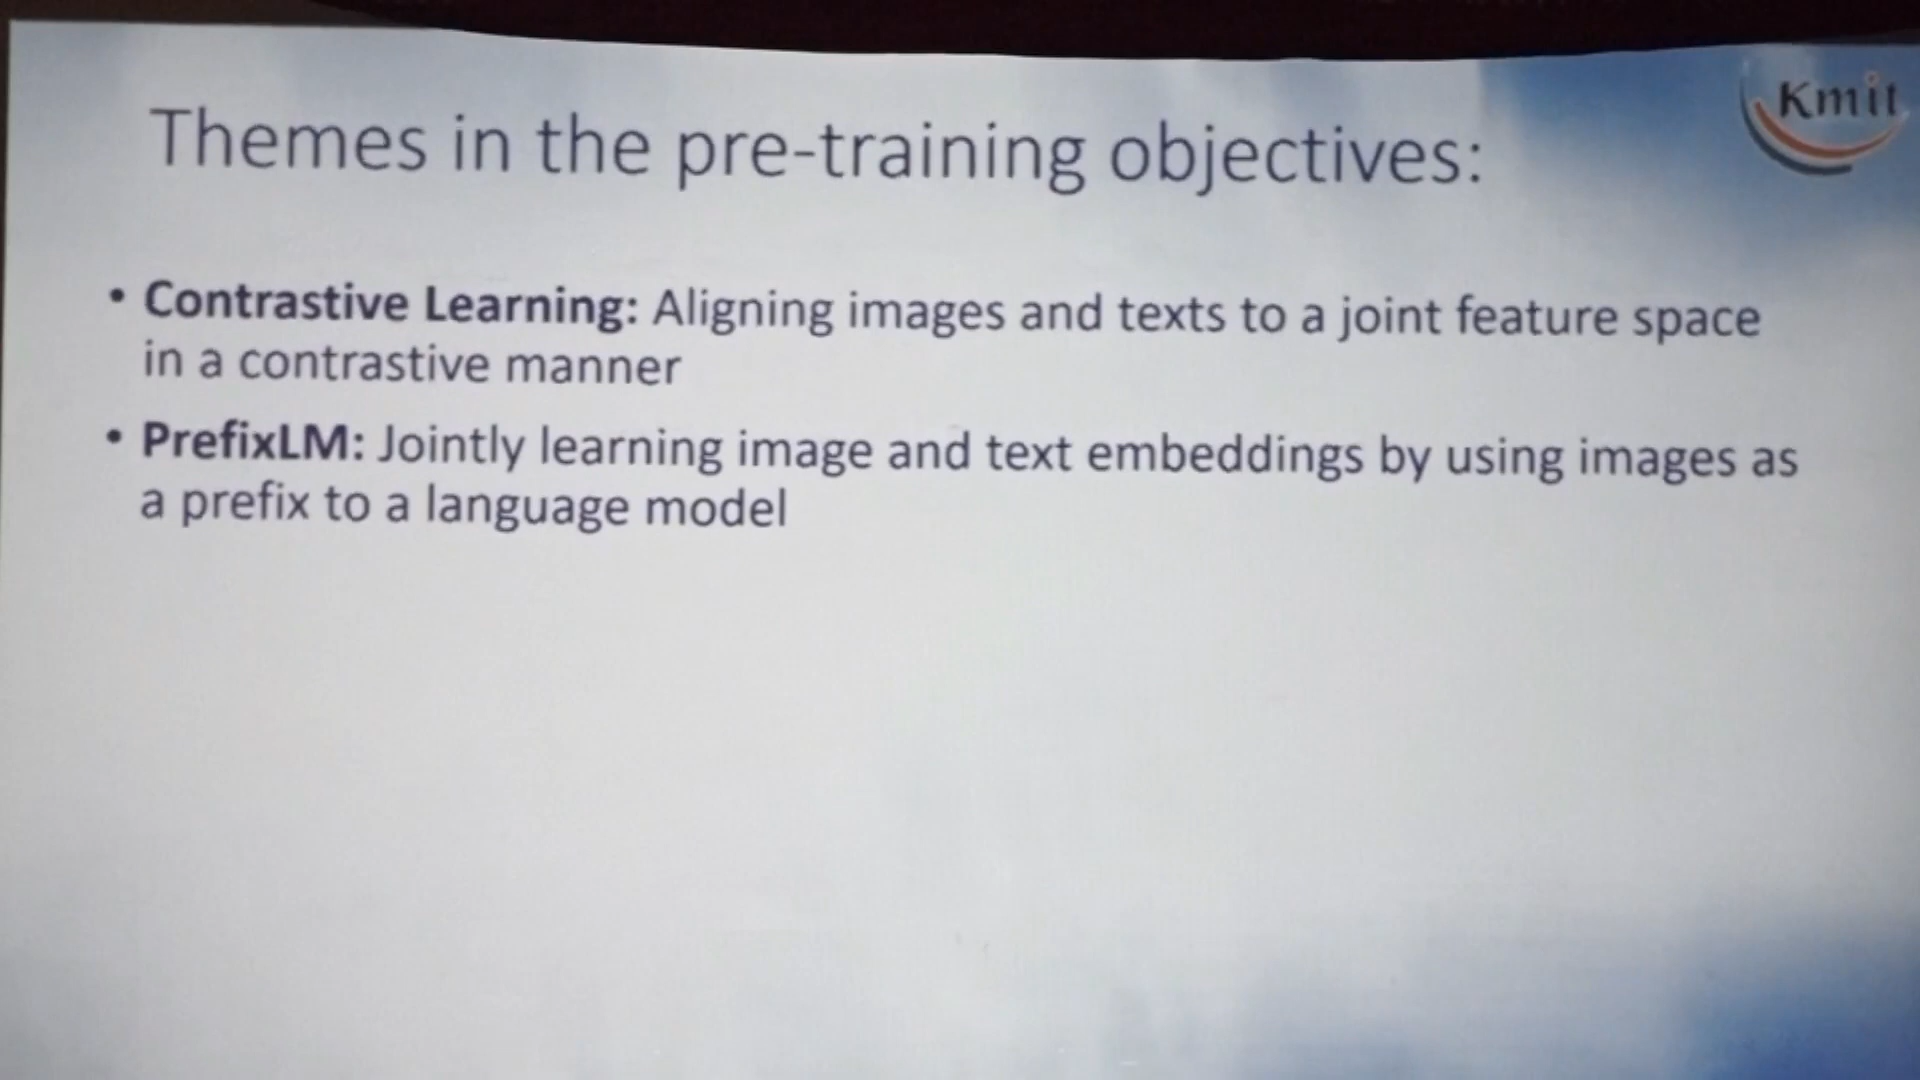 Kmit
Themes in the pre-training objectives:
• Contrastive Learning: Aligning images and texts to a joint feature space
in a contrastive manner
• PrefixLM: Jointly learning image and text embeddings by using images as
a prefix to a language model